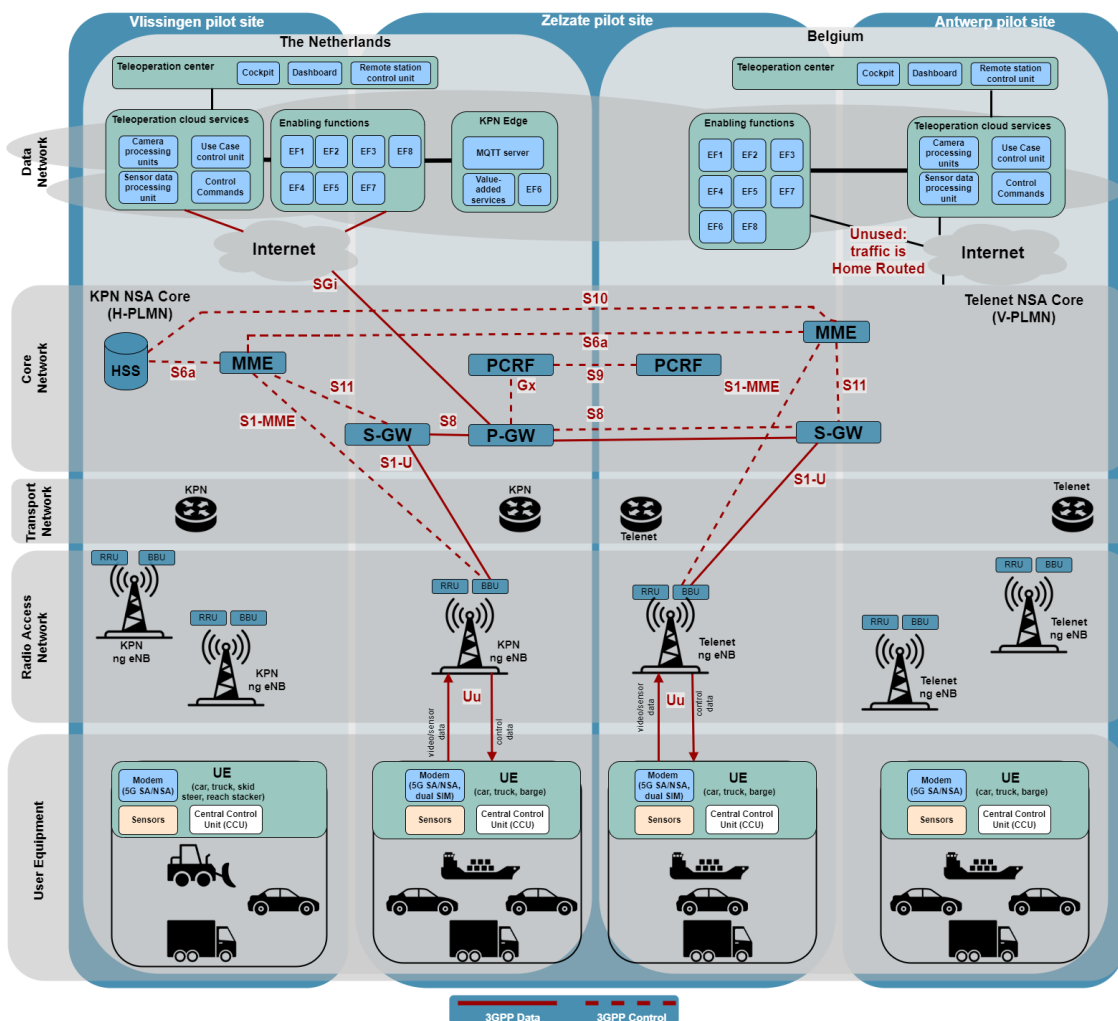 Vlissingen pilot site
Zelzate pilot site
Antwerp pilot site
The Netherlands
Belgium
Teleoperation center
Cockpit
Dashboard
Remote station
control unit
Teleoperation center
Cockpit
Dashboard
Remote station
control unit
Data
Network
Teleoperation cloud services
Camera
processing
units
Use Case
control unit
Sensor data
processing
unit
Control
Commands
Enabling functions
EF1
EF2
EF3
EF8
EF4
EF5
EF7
KPN Edge
MQTT server
Value-
added
services
EF6
Enabling functions
EF1
EF2
EF3
EF4
EF5
EF7
EF6
EF8
Teleoperation cloud services
Camera
processing
units
Use Case
control unit
Sensor data
processing
unit
Control
Commands
Internet
Unused:
traffic is
Home Routed
Internet
SGi
Core
Network
KPN NSA Core
(H-PLMN)
Telenet NSA Core
(V-PLMN)
S10
HSS
S6a
MME
S6a
MME
PCRF
S9
PCRF
Gx
S11
S1-MME
S1-MME
S11
S-GW
S8
P-GW
S8
S-GW
S1-U
S1-U
Transport
Network
KPN
KPN
Telenet
Telenet
Radio Access
Network
RRU
BBU
KPN
ng eNB
RRU
BBU
KPN
ng eNB
RRU
BBU
KPN
ng eNB
RRU
BBU
Telenet
ng eNB
RRU
BBU
Telenet
ng eNB
RRU
BBU
Telenet
ng eNB
video/sensor
data
Uu
control
data
video/sensor
data
Uu
control
data
User Equipment
Modem
(5G SA/NSA)
UE
(car, truck, skid
steer, reach stacker)
Sensors
Central Control
Unit (CCU)
Modem
(5G SA/NSA,
dual SIM)
UE
(car, truck, barge)
Sensors
Central Control
Unit (CCU)
Modem
(5G SA/NSA,
dual SIM)
UE
(car, truck, barge)
Sensors
Central Control
Unit (CCU)
Modem
(5G SA/NSA)
UE
(car, truck, barge)
Sensors
Central Control
Unit (CCU)
3GPP Data
3GPP Control